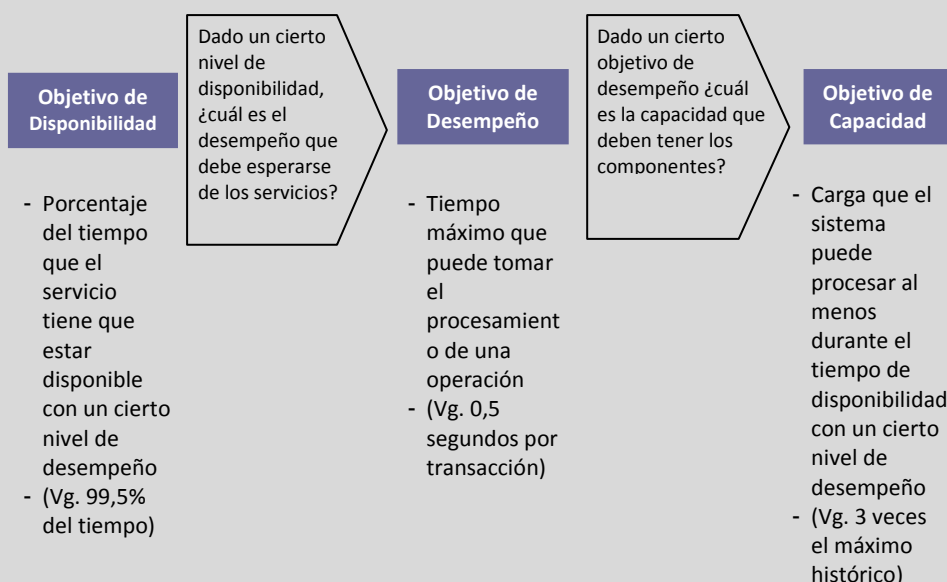 Objetivo de
Disponibilidad
- Porcentaje
del tiempo
que el
servicio
tiene que
estar
disponible
con un cierto
nivel de
desempeño
- (Vg. 99,5%
del tiempo)
Dado un cierto
nivel de
disponibilidad,
¿cuál es el
desempeño que
debe esperarse
de los servicios?
Objetivo de
Desempeño
- Tiempo
máximo que
puede tomar
el
procesamient
o de una
operación
- (Vg. 0,5
segundos por
transacción)
Dado un cierto
objetivo de
desempeño ¿cuál
es la capacidad que
deben tener los
componentes?
Objetivo de
Capacidad
- Carga que el
sistema
puede
procesar al
menos
durante el
tiempo de
disponibilidad
con un cierto
nivel de
desempeño
- (Vg. 3 veces
el máximo
histórico)